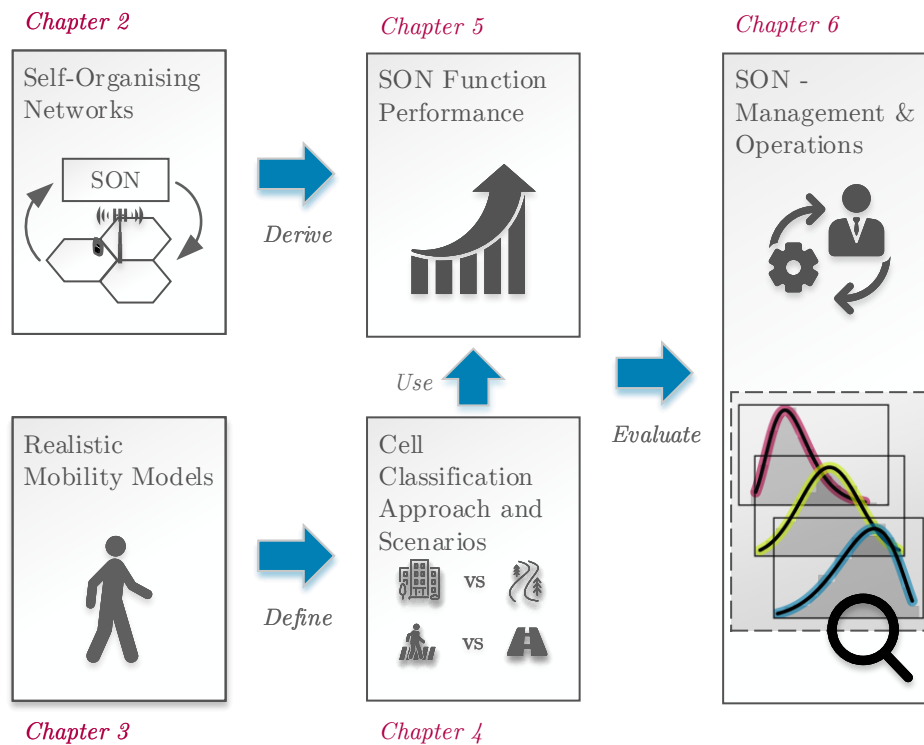 Chapter 2
Self-Organising
Networks
SON
Derive
Chapter 5
SON Function
Performance
Use
Chapter 6
SON -
Management &
Operations
Realistic
Mobility Models
Chapter 3
Define
Cell
Classification
Approach and
Scenarios
vs
vs
Chapter 4
Evaluate